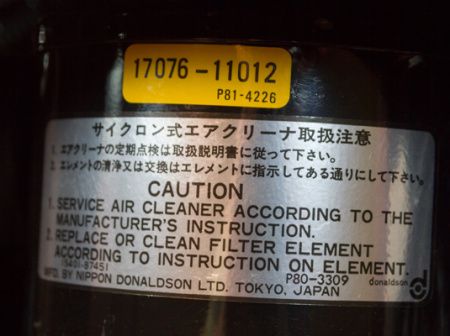 17076-11012
P81-4226
サイクロン式エアクリーナ取扱注意
1. エアクリーナの定期点検は取扱説明書に従って下さい。
2. エレメントの清浄又は交換はエレメントに指示してある通りにして下さい。
CAUTION
1. SERVICE AIR CLEANER ACCORDING TO THE
MANUFACTURER'S INSTRUCTION.
2. REPLACE OR CLEAN FILTER ELEMENT
ACCORDING TO INSTRUCTION ON ELEMENT.
15401-87451
P80-3309
MFD. BY NIPPON DONALDSON LTD. TOKYO, JAPAN
donaldson